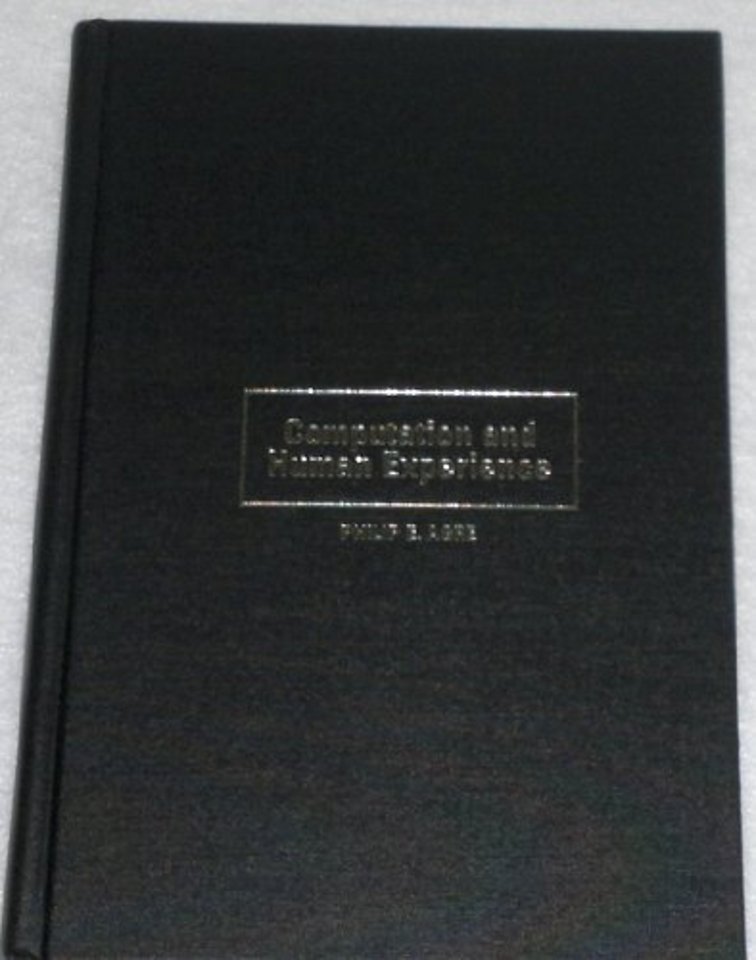 Computation and
Human Experience
PHILIP E. AGRE